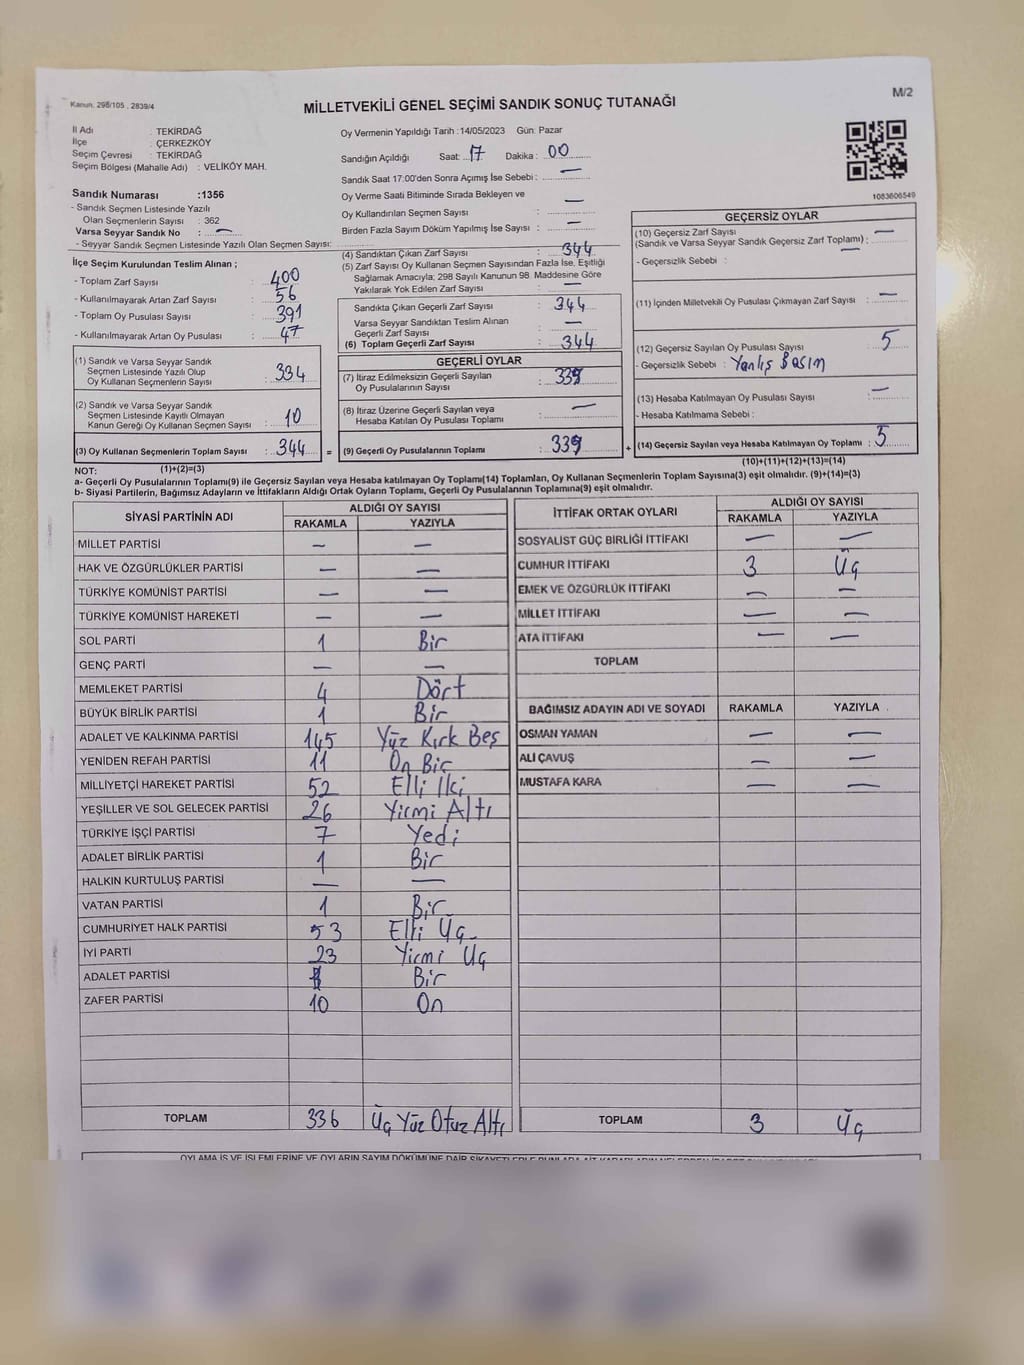 Kanun. 298/105 . 2839/4
MİLLETVEKİLİ GENEL SEÇİMİ SANDIK SONUÇ TUTANAĞI
M/2
İl Adı : TEKİRDAĞ
İlçe : ÇERKEZKÖY
Seçim Çevresi : TEKİRDAĞ
Seçim Bölgesi (Mahalle Adı) : VELİKÖY MAH.
Sandık Numarası :1356
- Sandık Seçmen Listesinde Yazılı
Olan Seçmenlerin Sayısı : 362
Varsa Seyyar Sandık No : —
- Seyyar Sandık Seçmen Listesinde Yazılı Olan Seçmen Sayısı:
Oy Vermenin Yapıldığı Tarih :14/05/2023 Gün: Pazar
Sandığın Açıldığı Saat: 17 Dakika : 00
Sandık Saat 17:00'den Sonra Açımış İse Sebebi : —
Oy Verme Saati Bitiminde Sırada Bekleyen ve
Oy Kullandırılan Seçmen Sayısı : —
Birden Fazla Sayım Döküm Yapılmış İse Sayısı : —
1083606549
İlçe Seçim Kurulundan Teslim Alınan ;
- Toplam Zarf Sayısı : 400
- Kullanılmayarak Artan Zarf Sayısı : 56
- Toplam Oy Pusulası Sayısı : 391
- Kullanılmayarak Artan Oy Pusulası : 47
(1) Sandık ve Varsa Seyyar Sandık
Seçmen Listesinde Yazılı Olup
Oy Kullanan Seçmenlerin Sayısı : 334
(2) Sandık ve Varsa Seyyar Sandık
Seçmen Listesinde Kayıtlı Olmayan
Kanun Gereği Oy Kullanan Seçmen Sayısı : 10
(3) Oy Kullanan Seçmenlerin Toplam Sayısı : 344 =
(4) Sandıktan Çıkan Zarf Sayısı : 344
(5) Zarf Sayısı Oy Kullanan Seçmen Sayısından Fazla İse, Eşitliği
Sağlamak Amacıyla; 298 Sayılı Kanunun 98. Maddesine Göre
Yakılarak Yok Edilen Zarf Sayısı : —
Sandıkta Çıkan Geçerli Zarf Sayısı : 344
Varsa Seyyar Sandıktan Teslim Alınan
Geçerli Zarf Sayısı : —
(6) Toplam Geçerli Zarf Sayısı : 344
GEÇERLİ OYLAR
(7) İtiraz Edilmeksizin Geçerli Sayılan
Oy Pusulalarının Sayısı : 339
(8) İtiraz Üzerine Geçerli Sayılan veya
Hesaba Katılan Oy Pusulası Toplamı : —
(9) Geçerli Oy Pusulalarının Toplamı : 339 +
GEÇERSİZ OYLAR
(10) Geçersiz Zarf Sayısı : —
(Sandık ve Varsa Seyyar Sandık Geçersiz Zarf Toplamı) : —
- Geçersizlik Sebebi :
(11) İçinden Milletvekili Oy Pusulası Çıkmayan Zarf Sayısı : —
(12) Geçersiz Sayılan Oy Pusulası Sayısı : 5
- Geçersizlik Sebebi : Yanlış Basım
(13) Hesaba Katılmayan Oy Pusulası Sayısı : —
- Hesaba Katılmama Sebebi :
(14) Geçersiz Sayılan veya Hesaba Katılmayan Oy Toplamı : 5
NOT: (1)+(2)=(3) (10)+(11)+(12)+(13)=(14)
a- Geçerli Oy Pusulalarının Toplamı(9) ile Geçersiz Sayılan veya Hesaba katılmayan Oy Toplamı(14) Toplamları, Oy Kullanan Seçmenlerin Toplam Sayısına(3) eşit olmalıdır. (9)+(14)=(3)
b- Siyasi Partilerin, Bağımsız Adayların ve İttifakların Aldığı Ortak Oyların Toplamı, Geçerli Oy Pusulalarının Toplamına(9) eşit olmalıdır.
SİYASİ PARTİNİN ADI ALDIĞI OY SAYISI
RAKAMLA YAZIYLA
MİLLET PARTİSİ — —
HAK VE ÖZGÜRLÜKLER PARTİSİ — —
TÜRKİYE KOMÜNİST PARTİSİ — —
TÜRKİYE KOMÜNİST HAREKETİ — —
SOL PARTİ 1 Bir
GENÇ PARTİ — —
MEMLEKET PARTİSİ 4 Dört
BÜYÜK BİRLİK PARTİSİ 1 Bir
ADALET VE KALKINMA PARTİSİ 145 Yüz Kırk Beş
YENİDEN REFAH PARTİSİ 11 On Bir
MİLLİYETÇİ HAREKET PARTİSİ 52 Elli İki
YEŞİLLER VE SOL GELECEK PARTİSİ 26 Yirmi Altı
TÜRKİYE İŞÇİ PARTİSİ 7 Yedi
ADALET BİRLİK PARTİSİ 1 Bir
HALKIN KURTULUŞ PARTİSİ — —
VATAN PARTİSİ 1 Bir
CUMHURİYET HALK PARTİSİ 53 Elli Üç
İYİ PARTİ 23 Yirmi Üç
ADALET PARTİSİ 1 Bir
ZAFER PARTİSİ 10 On
TOPLAM 336 Üç Yüz Otuz Altı
İTTİFAK ORTAK OYLARI ALDIĞI OY SAYISI
RAKAMLA YAZIYLA
SOSYALİST GÜÇ BİRLİĞİ İTTİFAKI — —
CUMHUR İTTİFAKI 3 Üç
EMEK VE ÖZGÜRLÜK İTTİFAKI — —
MİLLET İTTİFAKI — —
ATA İTTİFAKI — —
TOPLAM
BAĞIMSIZ ADAYIN ADI VE SOYADI RAKAMLA YAZIYLA
OSMAN YAMAN — —
ALİ ÇAVUŞ — —
MUSTAFA KARA — —
TOPLAM 3 Üç